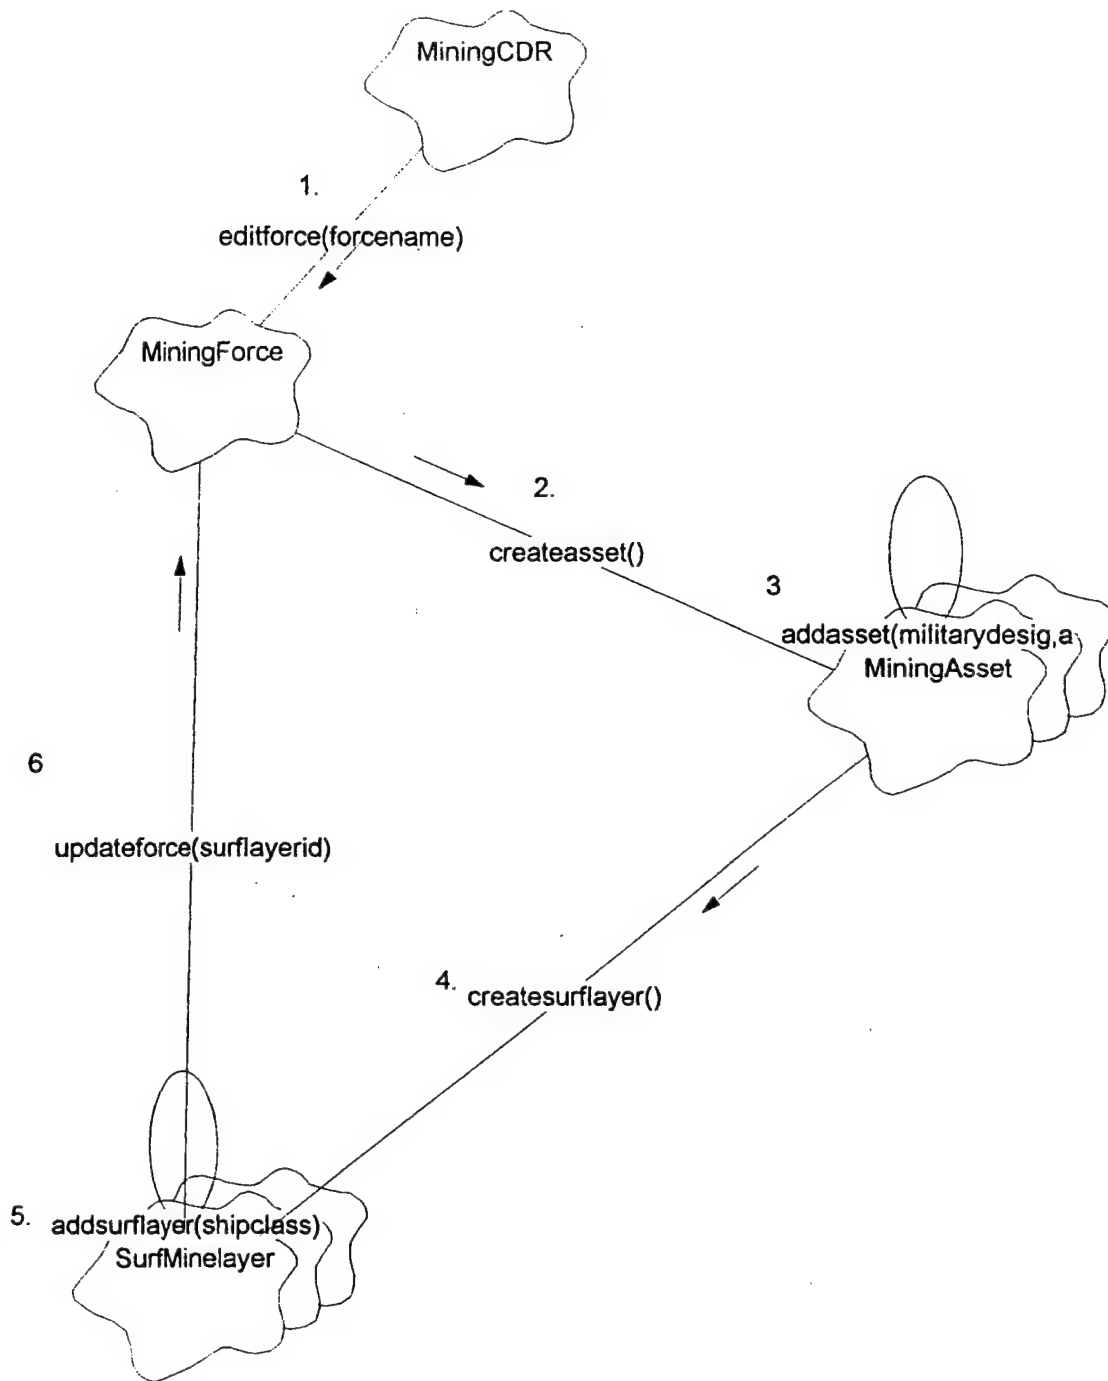 MiningCDR
1.
editforce(forcename)
MiningForce
2.
createasset()
3
addasset(militarydesig,a
MiningAsset
6
updateforce(surflayerid)
4.
createsurflayer()
5.
addsurflayer(shipclass)
SurfMinelayer